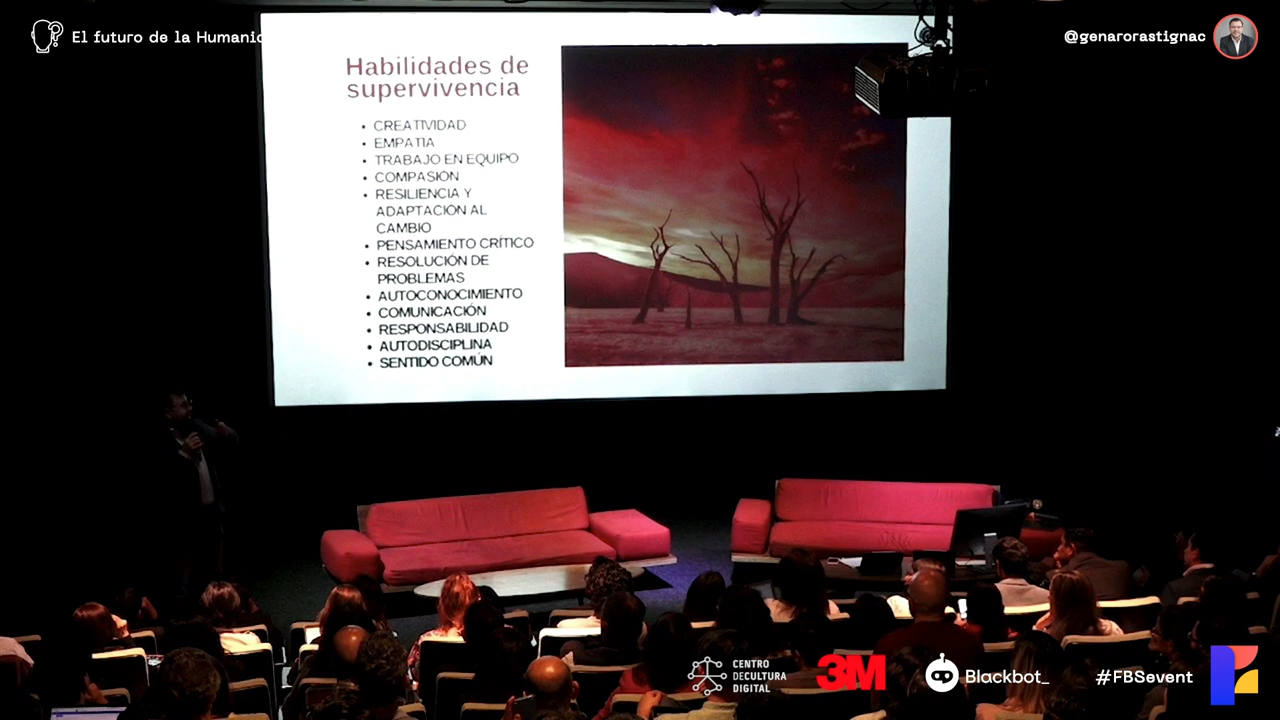 El futuro de la Humanid
@genarorastignac
Habilidades de
supervivencia
• CREATIVIDAD
• EMPATIA
• TRABAJO EN EQUIPO
• COMPASIÓN
• RESILIENCIA Y
ADAPTACIÓN AL
CAMBIO
• PENSAMIENTO CRÍTICO
• RESOLUCIÓN DE
PROBLEMAS
• AUTOCONOCIMIENTO
• COMUNICACIÓN
• RESPONSABILIDAD
• AUTODISCIPLINA
• SENTIDO COMÚN
CENTRO
DECULTURA
DIGITAL
3M
Blackbot_
#FBSevent